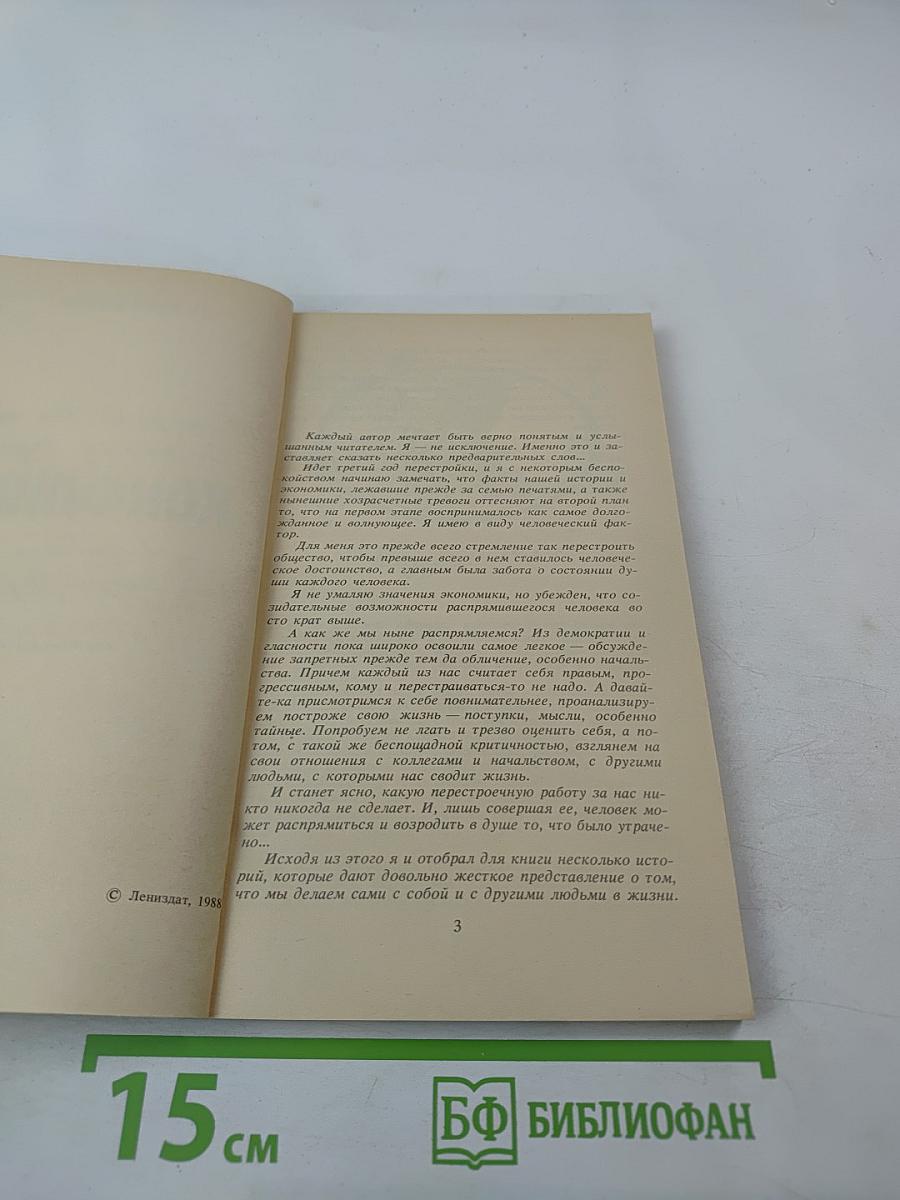 © Лениздат, 1988
Каждый автор мечтает быть верно понятым и услы-
шанным читателем. Я — не исключение. Именно это и за-
ставляет сказать несколько предварительных слов...
Идет третий год перестройки, и я с некоторым беспо-
койством начинаю замечать, что факты нашей истории и
экономики, лежавшие прежде за семью печатями, а также
нынешние хозрасчетные тревоги оттесняют на второй план
то, что на первом этапе воспринималось как самое долго-
жданное и волнующее. Я имею в виду человеческий фак-
тор.
Для меня это прежде всего стремление так перестроить
общество, чтобы превыше всего в нем ставилось человече-
ское достоинство, а главным была забота о состоянии ду-
ши каждого человека.
Я не умаляю значения экономики, но убежден, что со-
зидательные возможности распрямившегося человека во
сто крат выше.
А как же мы ныне распрямляемся? Из демократии и
гласности пока широко освоили самое легкое — обсужде-
ние запретных прежде тем да обличение, особенно началь-
ства. Причем каждый из нас считает себя правым, про-
грессивным, кому и перестраиваться-то не надо. А давай-
те-ка присмотримся к себе повнимательнее, проанализиру-
ем построже свою жизнь — поступки, мысли, особенно
тайные. Попробуем не лгать и трезво оценить себя, а по-
том, с такой же беспощадной критичностью, взглянем на
свои отношения с коллегами и начальством, с другими
людьми, с которыми нас сводит жизнь.
И станет ясно, какую перестроечную работу за нас ни-
кто никогда не сделает. И, лишь совершая ее, человек мо-
жет распрямиться и возродить в душе то, что было утраче-
но...
Исходя из этого я и отобрал для книги несколько исто-
рий, которые дают довольно жесткое представление о том,
что мы делаем сами с собой и с другими людьми в жизни.
3
15 см
БФ БИБЛИОФАН